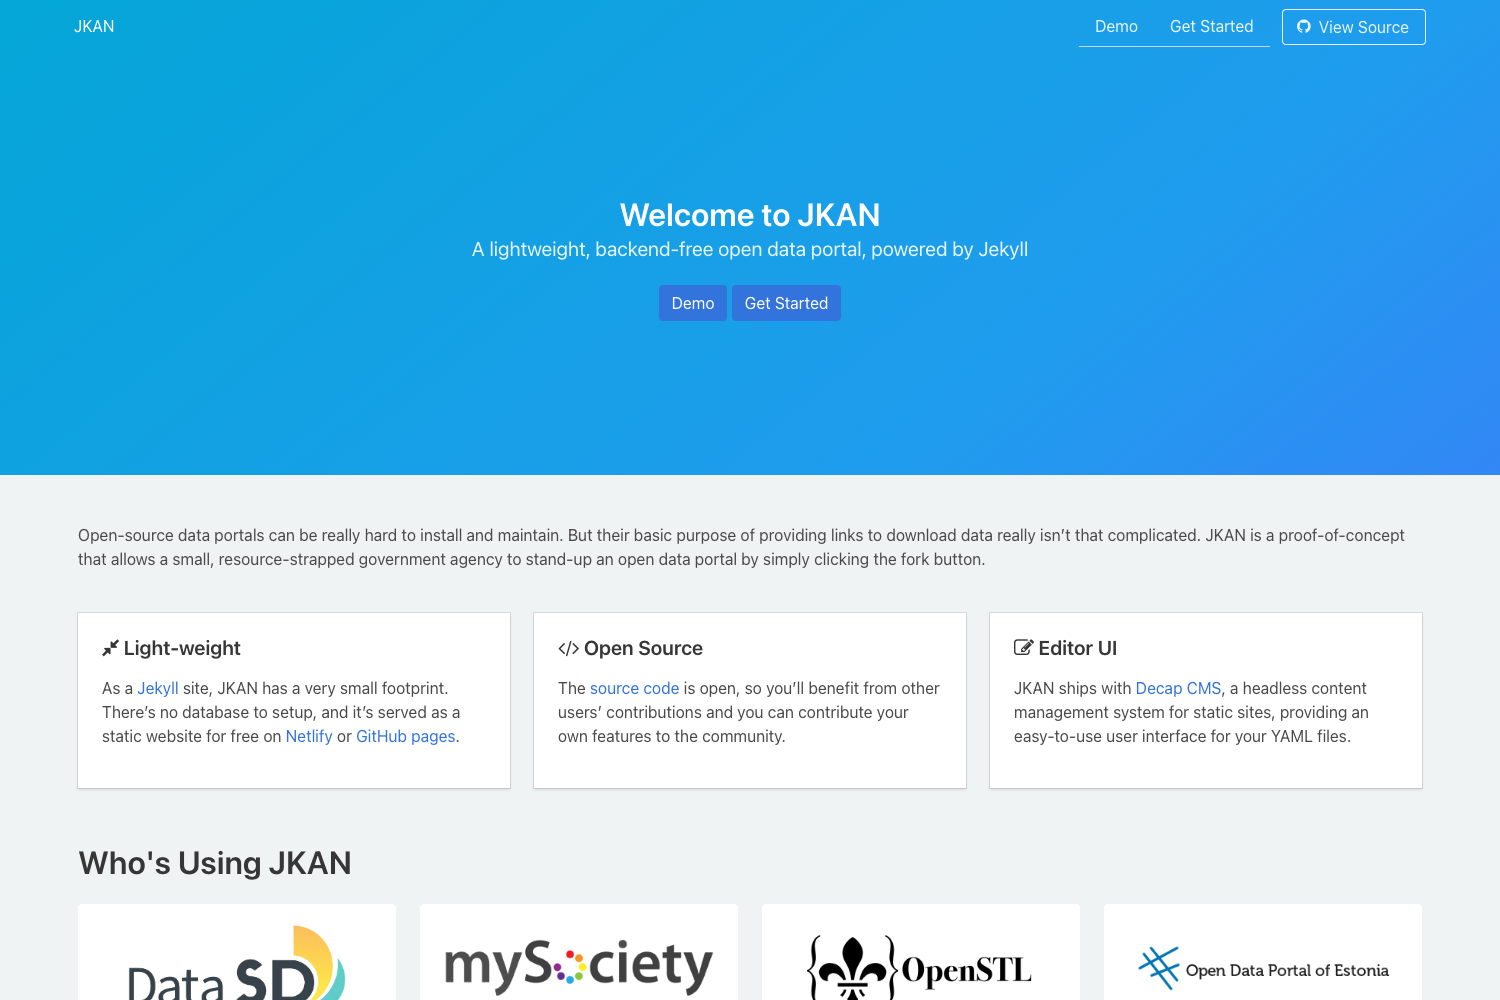 JKAN
Demo
Get Started
View Source
Welcome to JKAN
A lightweight, backend-free open data portal, powered by Jekyll
Demo
Get Started
Open-source data portals can be really hard to install and maintain. But their basic purpose of providing links to download data really isn’t that complicated. JKAN is a proof-of-concept
that allows a small, resource-strapped government agency to stand-up an open data portal by simply clicking the fork button.
Light-weight
As a Jekyll site, JKAN has a very small footprint.
There’s no database to setup, and it’s served as a
static website for free on Netlify or GitHub pages.
Open Source
The source code is open, so you’ll benefit from other
users’ contributions and you can contribute your
own features to the community.
Editor UI
JKAN ships with Decap CMS, a headless content
management system for static sites, providing an
easy-to-use user interface for your YAML files.
Who's Using JKAN
Data SD
mySociety
OpenSTL
Open Data Portal of Estonia